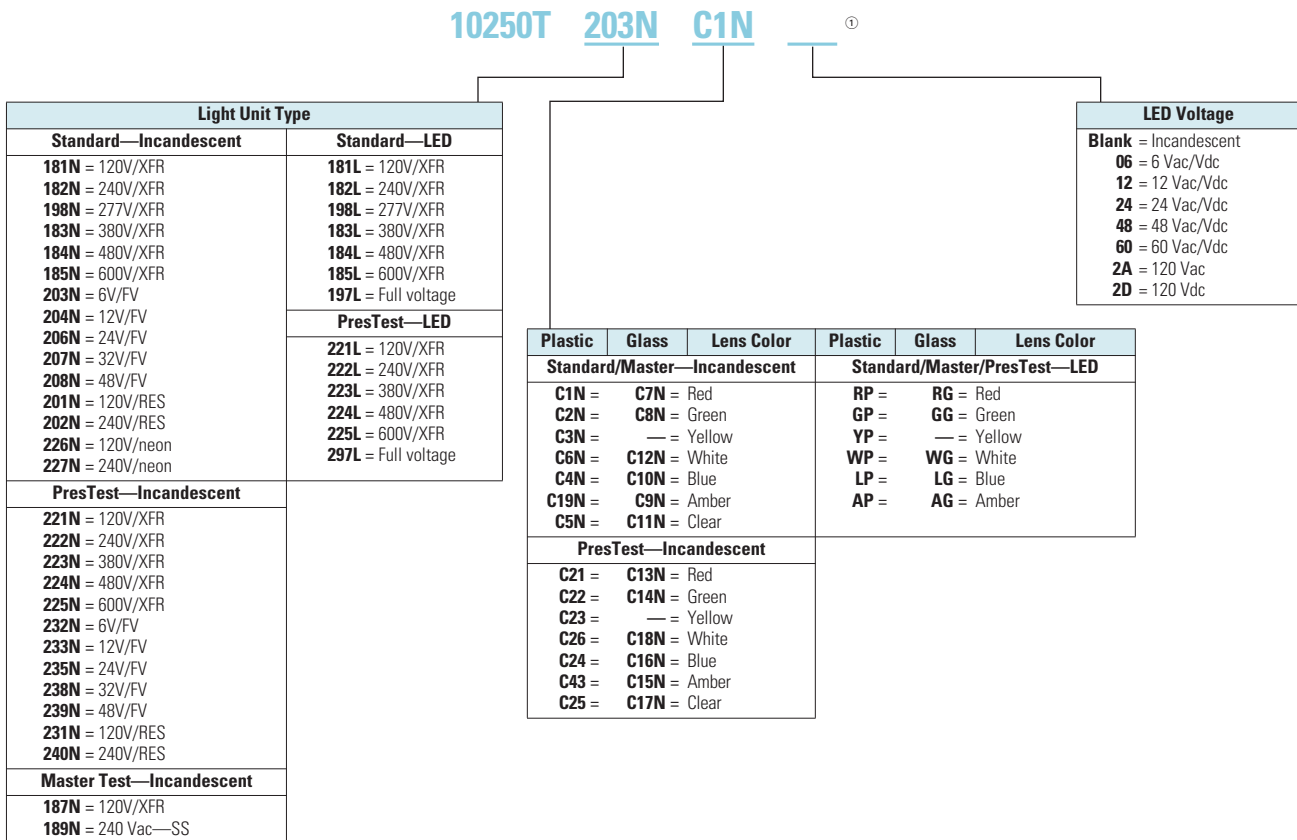 10250T 203N C1N ①
Light Unit Type
Standard—Incandescent
181N = 120V/XFR
182N = 240V/XFR
198N = 277V/XFR
183N = 380V/XFR
184N = 480V/XFR
185N = 600V/XFR
203N = 6V/FV
204N = 12V/FV
206N = 24V/FV
207N = 32V/FV
208N = 48V/FV
201N = 120V/RES
202N = 240V/RES
226N = 120V/neon
227N = 240V/neon
PresTest—Incandescent
221N = 120V/XFR
222N = 240V/XFR
223N = 380V/XFR
224N = 480V/XFR
225N = 600V/XFR
232N = 6V/FV
233N = 12V/FV
235N = 24V/FV
238N = 32V/FV
239N = 48V/FV
231N = 120V/RES
240N = 240V/RES
Master Test—Incandescent
187N = 120V/XFR
189N = 240 Vac—SS
Standard—LED
181L = 120V/XFR
182L = 240V/XFR
198L = 277V/XFR
183L = 380V/XFR
184L = 480V/XFR
185L = 600V/XFR
197L = Full voltage
PresTest—LED
221L = 120V/XFR
222L = 240V/XFR
223L = 380V/XFR
224L = 480V/XFR
225L = 600V/XFR
297L = Full voltage
Plastic Glass Lens Color
Standard/Master—Incandescent
C1N = C7N = Red
C2N = C8N = Green
C3N = — = Yellow
C6N = C12N = White
C4N = C10N = Blue
C19N = C9N = Amber
C5N = C11N = Clear
PresTest—Incandescent
C21 = C13N = Red
C22 = C14N = Green
C23 = — = Yellow
C26 = C18N = White
C24 = C16N = Blue
C43 = C15N = Amber
C25 = C17N = Clear
Plastic Glass Lens Color
Standard/Master/PresTest—LED
RP = RG = Red
GP = GG = Green
YP = — = Yellow
WP = WG = White
LP = LG = Blue
AP = AG = Amber
LED Voltage
Blank = Incandescent
06 = 6 Vac/Vdc
12 = 12 Vac/Vdc
24 = 24 Vac/Vdc
48 = 48 Vac/Vdc
60 = 60 Vac/Vdc
2A = 120 Vac
2D = 120 Vdc